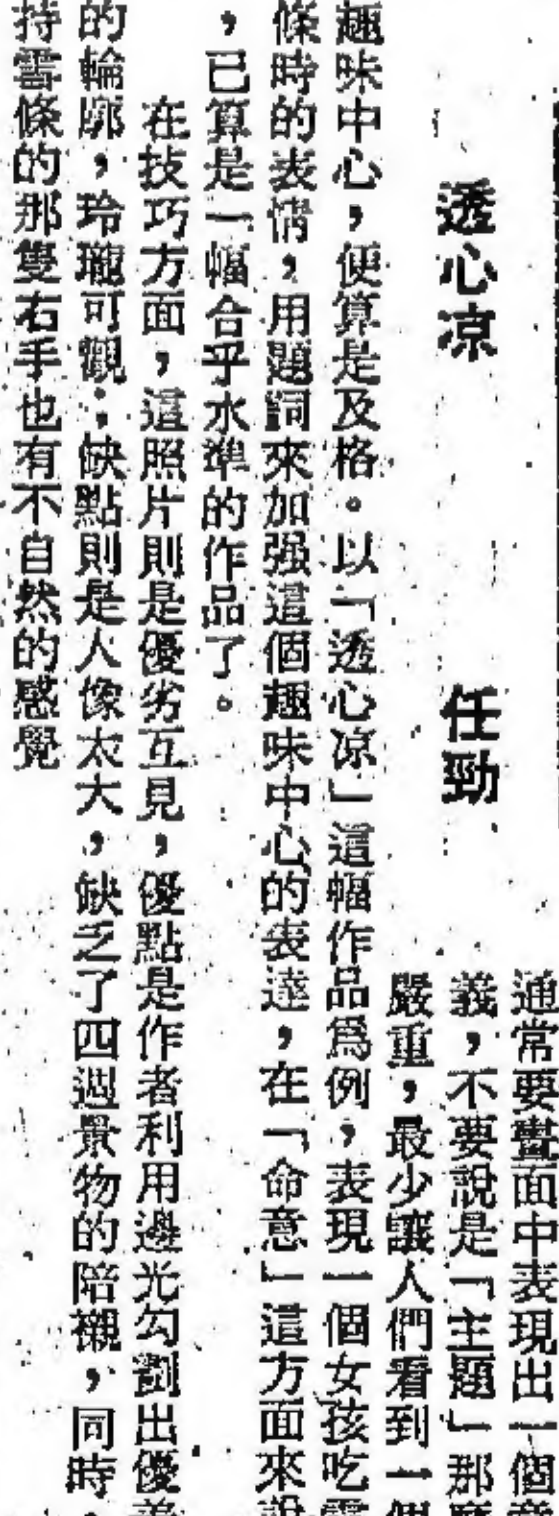 透心凉
任勁
通常要畫面中表現出一個意
義,不要說是「主題」那麼
嚴重,最少讓人們看到一個
趣味中心,便算是及格。以「透心凉」這幅作品爲例,表現一個女孩吃雪
條時的表情,用題詞來加强這個趣味中心的表達,在「命意」這方面來說
,已算是一幅合乎水準的作品了。
在技巧方面,這照片則是優劣互見,優點是作者利用邊光勾劃出優美
的輪廓,玲瓏可觀;缺點則是人像太大,缺乏了四週景物的陪襯,同時,
持雪條的那隻右手也有不自然的感覺